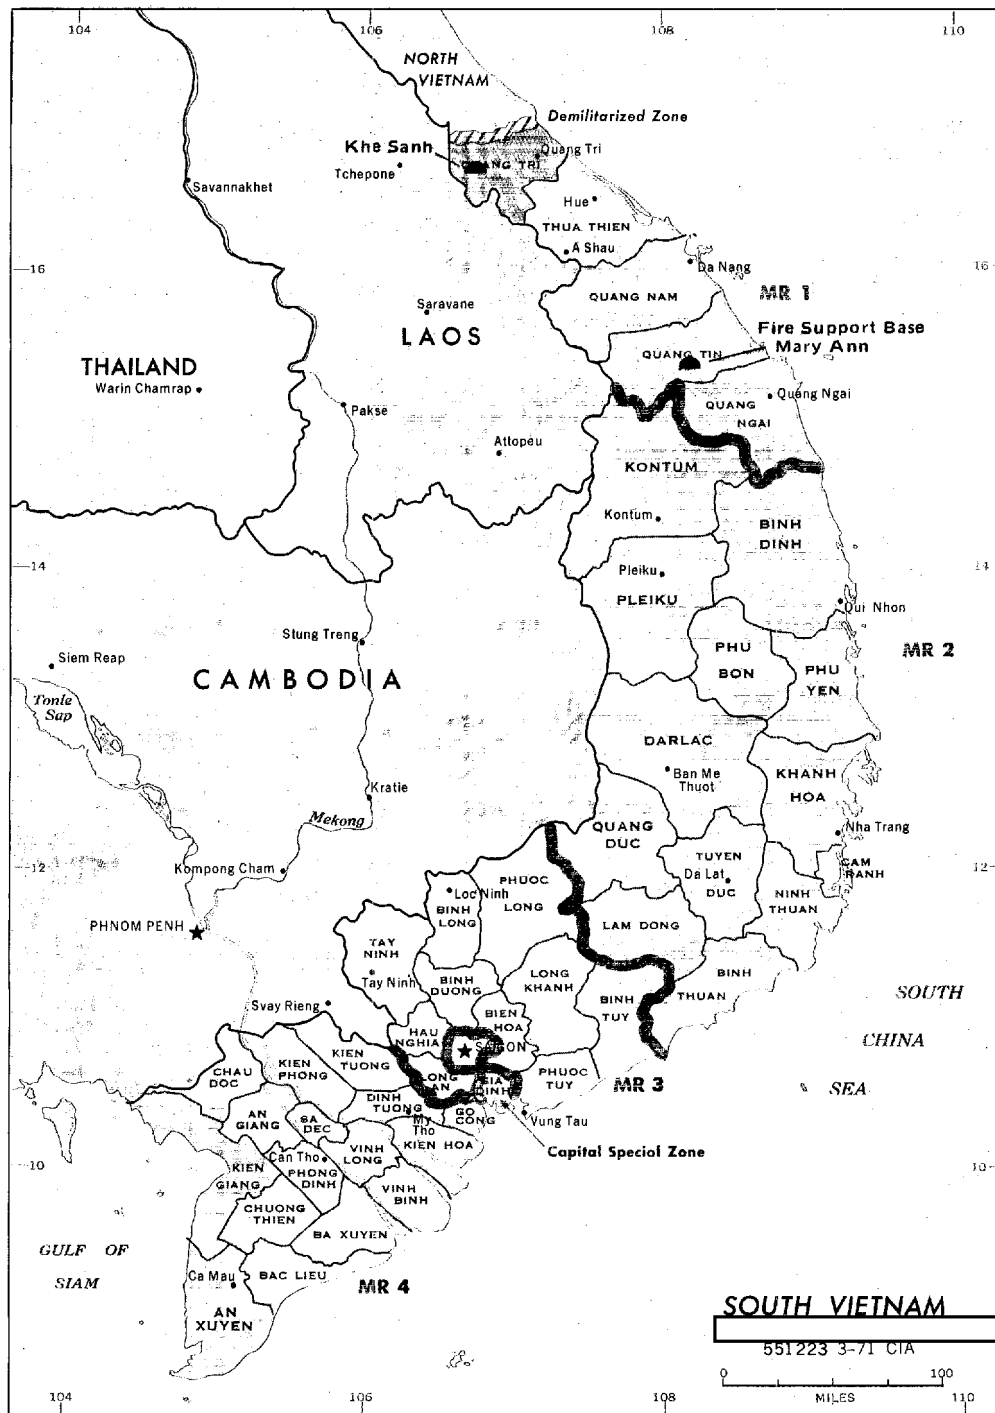 104
106
108
110
NORTH
VIETNAM
Demilitarized Zone
Khe Sanh
Quang Tri
QUANG TRI
Tchepone
Savannakhet
Hue
THUA THIEN
A Shau
16
Da Nang
16
QUANG NAM
MR 1
Saravane
LAOS
Fire Support Base
Mary Ann
QUANG TIN
THAILAND
Warin Chamrap
Pakse
QUANG
NGAI
Quang Ngai
Attopeu
KONTUM
Kontum
BINH
DINH
14
14
Pleiku
PLEIKU
Qui Nhon
Stung Treng
Siem Reap
PHU
BON
PHU
YEN
MR 2
CAMBODIA
Tonle
Sap
DARLAC
Ban Me
Thuot
KHANH
HOA
Kratie
Mekong
QUANG
DUC
Nha Trang
12
Kompong Cham
TUYEN
DUC
Da Lat
CAM
RANH
12
PHUOC
LONG
Loc Ninh
BINH
LONG
NINH
THUAN
PHNOM PENH
LAM DONG
TAY
NINH
Tay Ninh
BINH
DUONG
LONG
KHANH
BINH
THUAN
BINH
TUY
SOUTH
CHINA
SEA
Svay Rieng
BIEN
HOA
HAU
NGHIA
SAIGON
KIEN
TUONG
KIEN
PHONG
CHAU
DOC
LONG
AN
GIA
DINH
PHUOC
TUY
MR 3
DINH
TUONG
My
Tho
GO
CONG
Vung Tau
AN
GIANG
SA
DEC
KIEN HOA
Capital Special Zone
VINH
LONG
Can Tho
PHONG
DINH
10
10
KIEN
GIANG
VINH
BINH
CHUONG
THIEN
BA XUYEN
GULF OF
SIAM
Ca Mau
BAC LIEU
MR 4
AN
XUYEN
SOUTH VIETNAM
551223 3-71 CIA
0
100
MILES
104
106
108
110